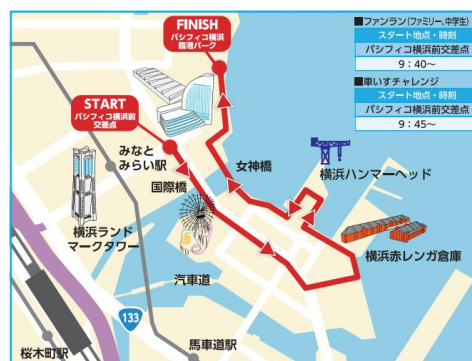 FINISH
パシフィコ横浜
臨港パーク
START
パシフィコ横浜前
交差点
■ファンラン(ファミリー、中学生)
スタート地点・時刻
パシフィコ横浜前交差点
9：40～
■車いすチャレンジ
スタート地点・時刻
パシフィコ横浜前交差点
9：45～
みなと
みらい駅
国際橋
女神橋
横浜ハンマーヘッド
横浜ランド
マークタワー
横浜赤レンガ倉庫
汽車道
133
桜木町駅
馬車道駅